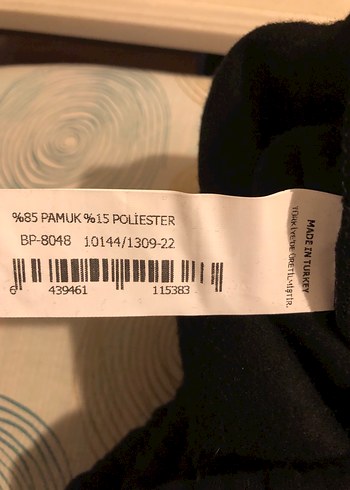 %85 PAMUK %15 POLİESTER
BP-8048 10144/1309-22
6 439461 115383
MADE IN TURKEY
TÜRKİYE'DE ÜRETİLMİŞTİR.